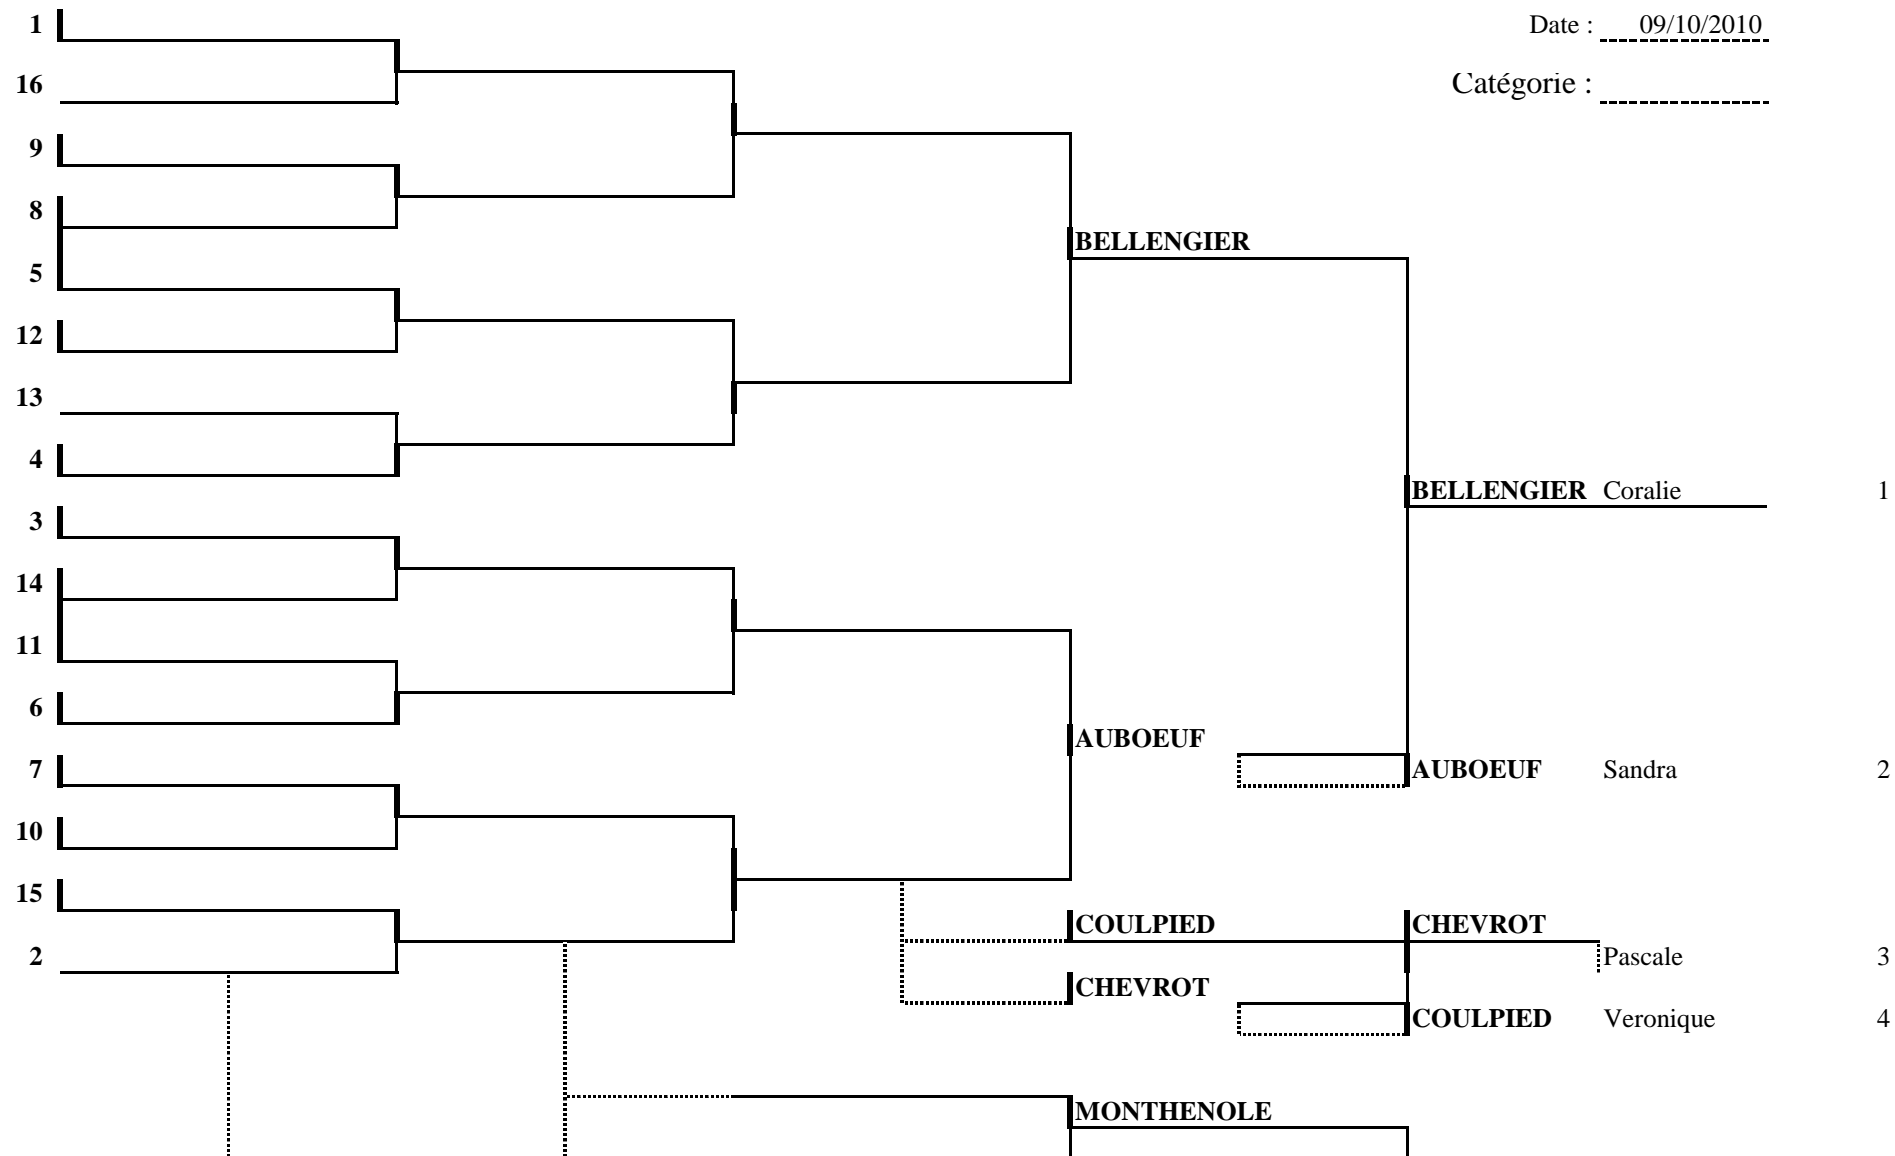 1
Date : 09/10/2010
16
Catégorie :
9
8
BELLENGIER
5
12
13
4
BELLENGIER Coralie 1
3
14
11
6
AUBOEUF
7
AUBOEUF Sandra 2
10
15
COULPIED CHEVROT
2
Pascale 3
CHEVROT
COULPIED Veronique 4
MONTHENOLE